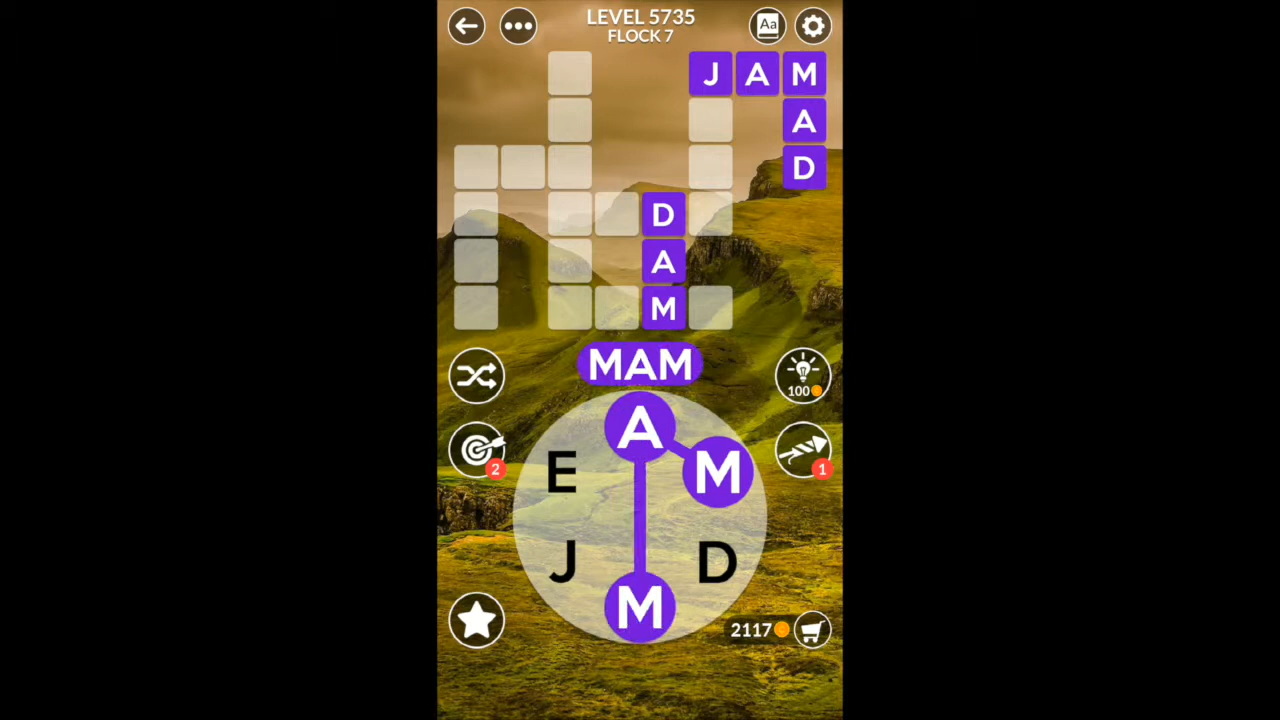 LEVEL 5735
FLOCK 7
Aa
J A M
A
D
D
A
M
MAM
100
A
E M
2 1
J D
M
2117